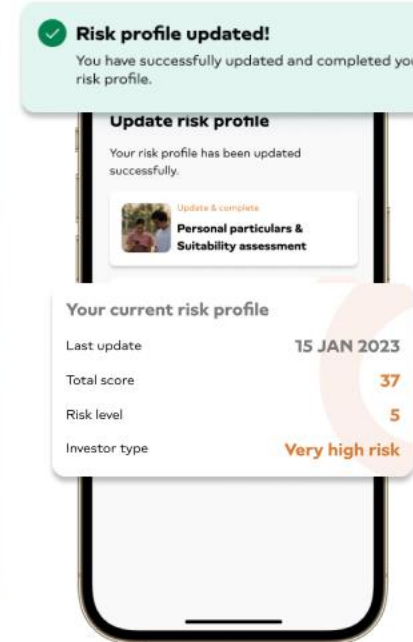 Risk profile updated!
You have successfully updated and completed
risk profile.
Update risk profile
Your risk profile has been updated
successfully.
Update & complete
Personal particulars &
Suitability assessment
Your current risk profile
Last update 15 JAN 2023
Total score 37
Risk level 5
Investor type Very high risk